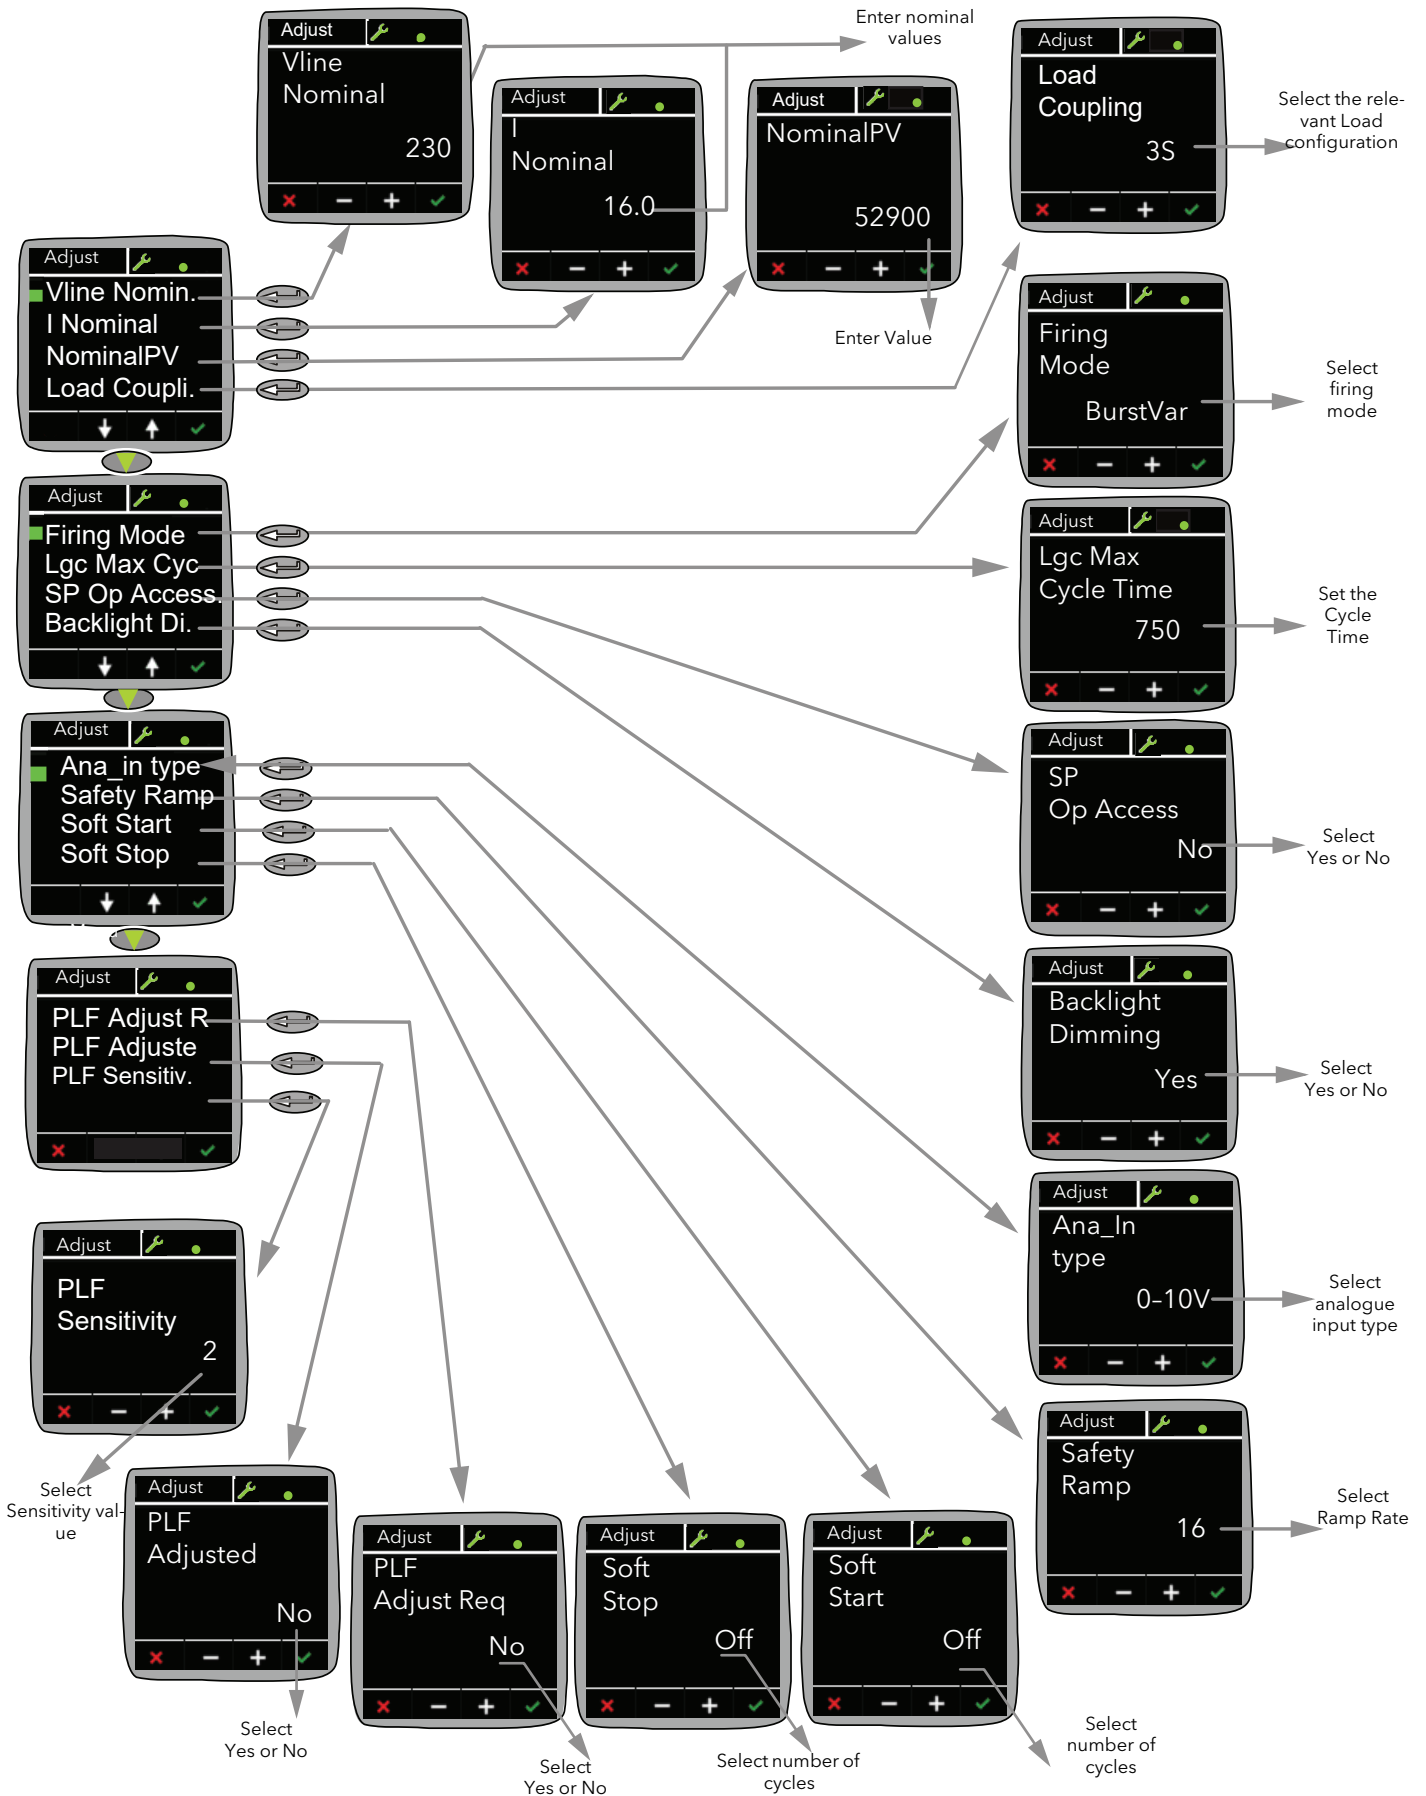 Adjust
Vline
Nominal
230
Enter nominal
values
Adjust
I
Nominal
16.0
Adjust
NominalPV
52900
Enter Value
Adjust
Load
Coupling
3S
Select the rele-
vant Load
configuration
Adjust
Vline Nomin.
I Nominal
NominalPV
Load Coupli.
Adjust
Firing
Mode
BurstVar
Select
firing
mode
Adjust
Firing Mode
Lgc Max Cyc
SP Op Access.
Backlight Di.
Adjust
Lgc Max
Cycle Time
750
Set the
Cycle
Time
Adjust
Ana_in type
Safety Ramp
Soft Start
Soft Stop
Adjust
SP
Op Access
No
Select
Yes or No
Adjust
PLF Adjust R
PLF Adjuste
PLF Sensitiv.
Adjust
Backlight
Dimming
Yes
Select
Yes or No
Adjust
Ana_In
type
0–10V
Select
analogue
input type
Adjust
PLF
Sensitivity
2
Select
Sensitivity val-
ue
Adjust
Safety
Ramp
16
Select
Ramp Rate
Adjust
PLF
Adjusted
No
Select
Yes or No
Adjust
PLF
Adjust Req
No
Select
Yes or No
Adjust
Soft
Stop
Off
Select number of
cycles
Adjust
Soft
Start
Off
Select
number of
cycles